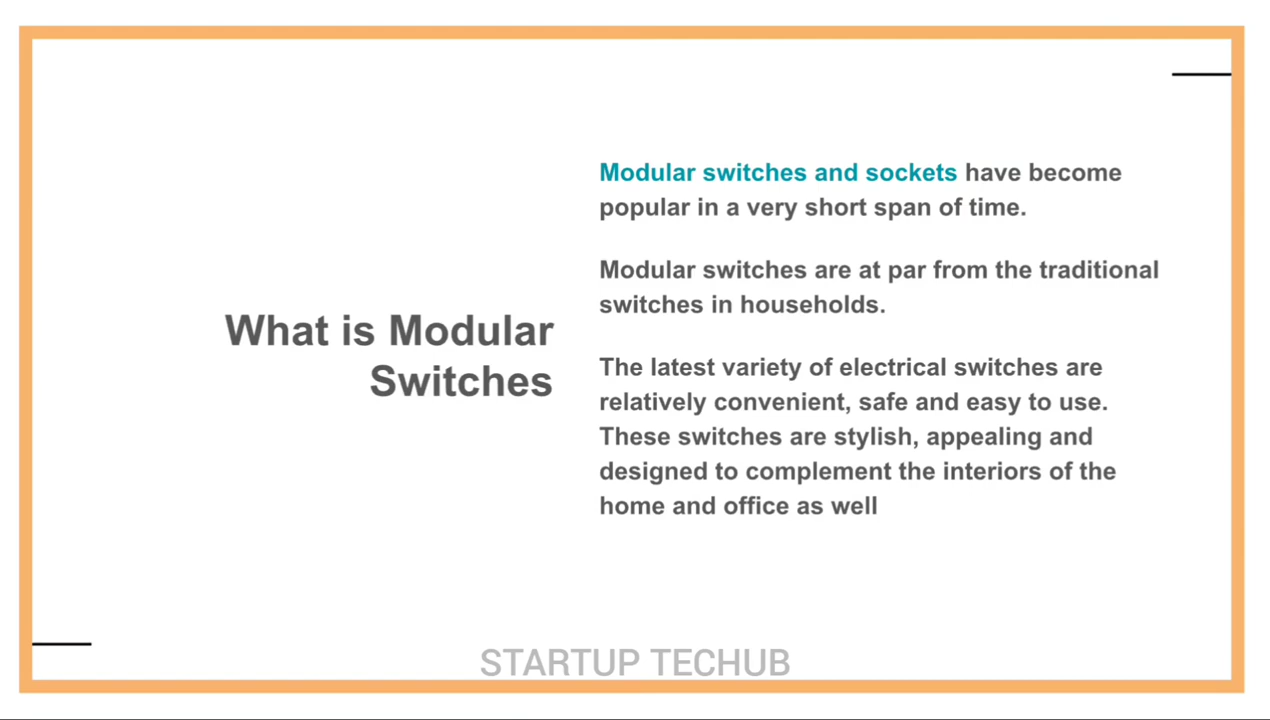 What is Modular
Switches
Modular switches and sockets have become
popular in a very short span of time.
Modular switches are at par from the traditional
switches in households.
The latest variety of electrical switches are
relatively convenient, safe and easy to use.
These switches are stylish, appealing and
designed to complement the interiors of the
home and office as well
STARTUP TECHUB